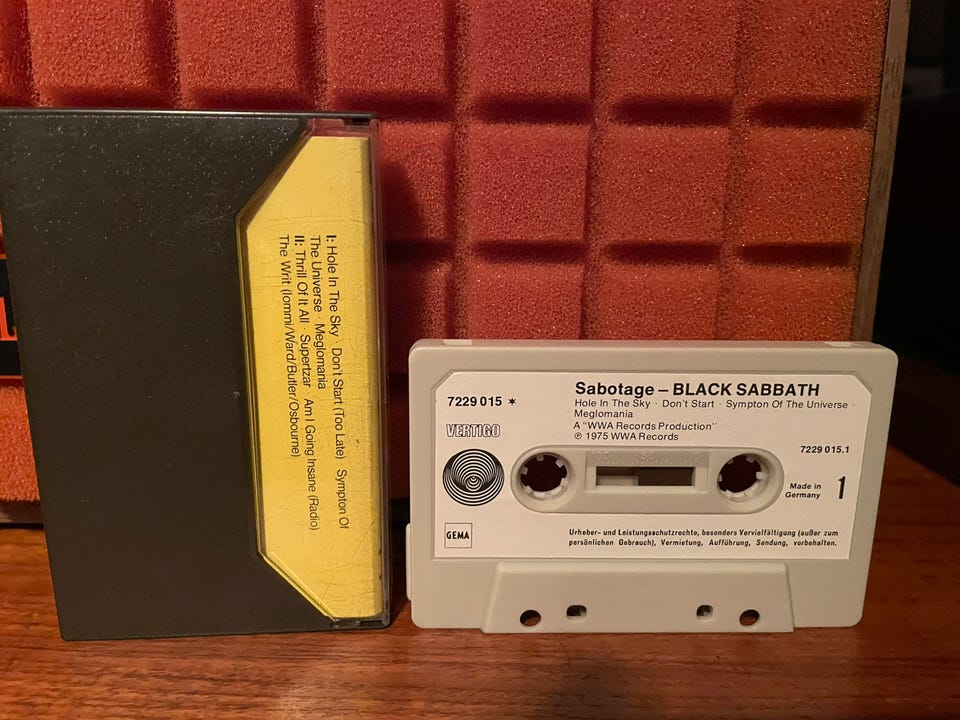 I: Hole In The Sky · Don't Start (Too Late) · Sympton Of
The Universe · Meglomania
II: Thrill Of It All · Supertzar · Am I Going Insane (Radio)
The Writ (Iommi/Ward/Butler/Osbourne)
7229 015 ✶
Sabotage – BLACK SABBATH
Hole In The Sky · Don't Start · Sympton Of The Universe ·
Meglomania
A "WWA Records Production"
℗ 1975 WWA Records
VERTIGO
7229 015.1
100 50 0
Made in
Germany
1
GEMA
Urheber- und Leistungsschutzrechte, besonders Vervielfältigung (außer zum
persönlichen Gebrauch), Vermietung, Aufführung, Sendung, vorbehalten.